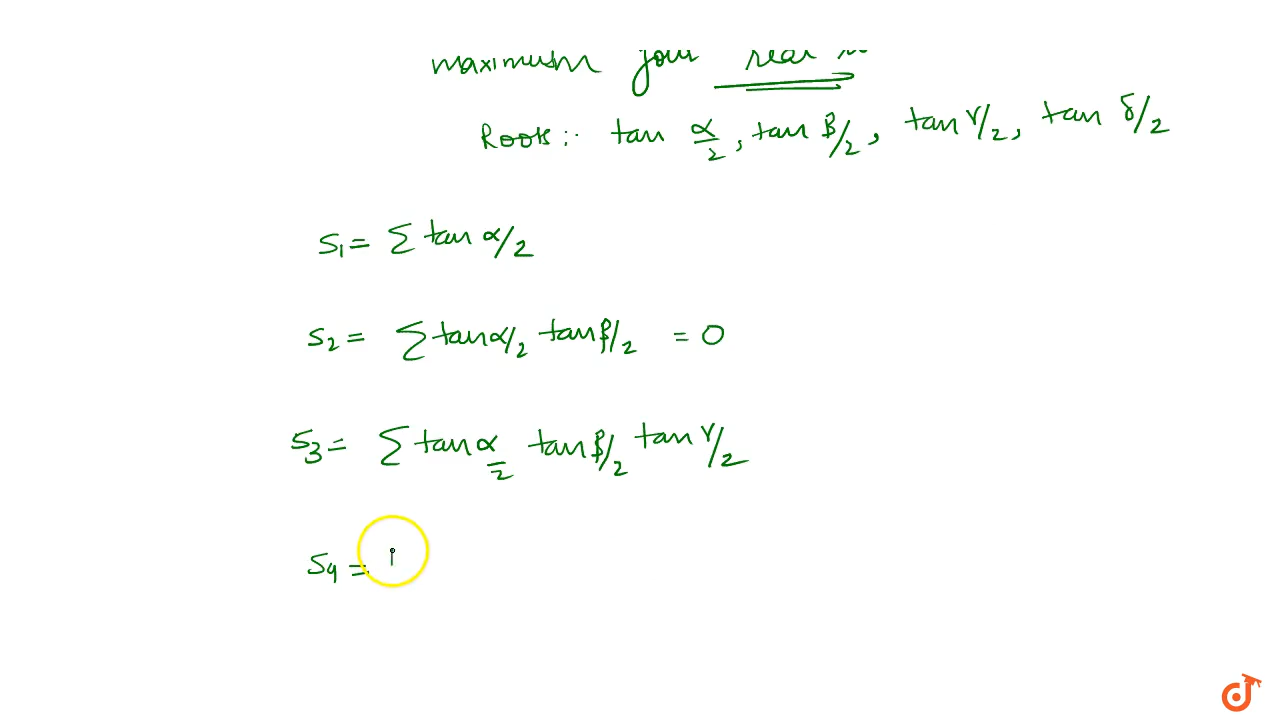 maximum four real
Roots :- tan α/2, tan β/2, tan γ/2, tan δ/2
S1 = Σ tan α/2
S2 = Σ tan α/2 tan β/2 = 0
S3 = Σ tan α/2 tan β/2 tan γ/2
S4 =